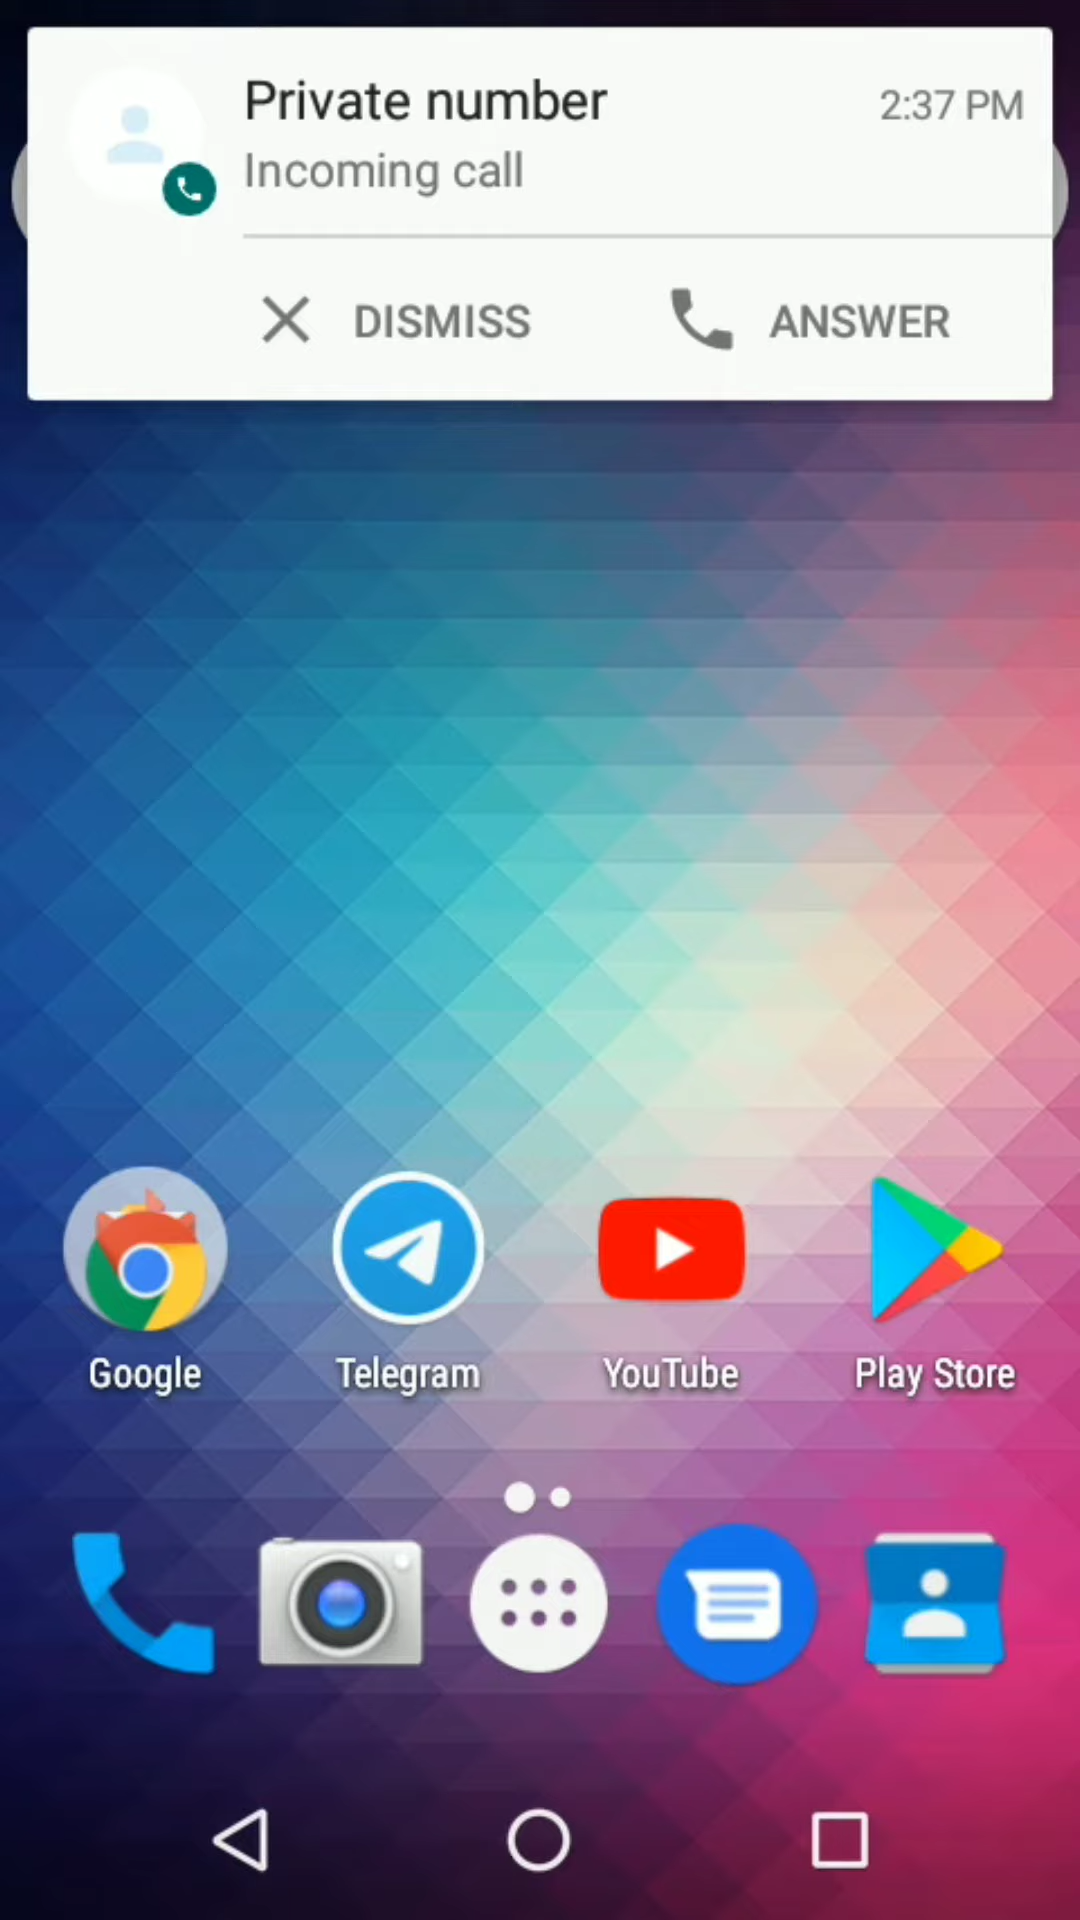 Private number
2:37 PM
Incoming call
DISMISS
ANSWER
Google
Telegram
YouTube
Play Store